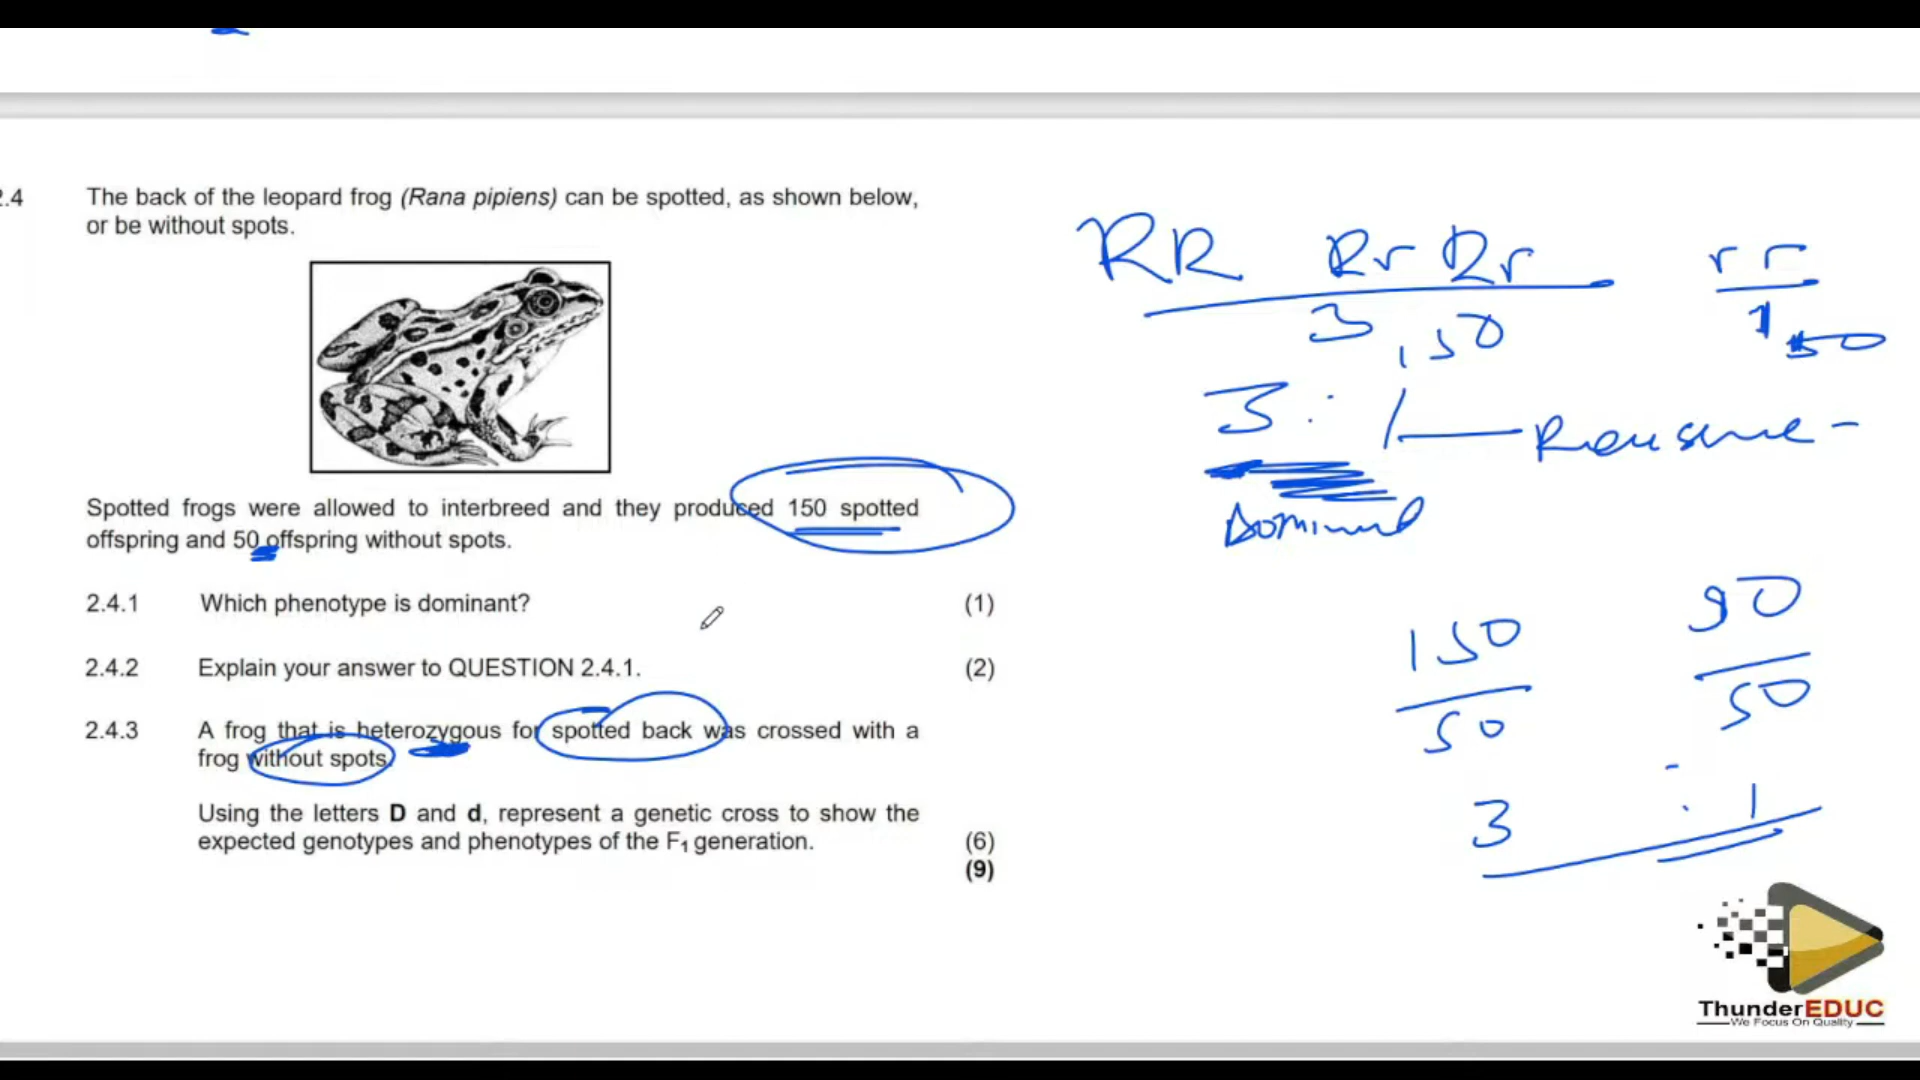 2.4 The back of the leopard frog (Rana pipiens) can be spotted, as shown below,
or be without spots.
Spotted frogs were allowed to interbreed and they produced 150 spotted
offspring and 50 offspring without spots.
2.4.1 Which phenotype is dominant? (1)
2.4.2 Explain your answer to QUESTION 2.4.1. (2)
2.4.3 A frog that is heterozygous for spotted back was crossed with a
frog without spots.
Using the letters D and d, represent a genetic cross to show the
expected genotypes and phenotypes of the F₁ generation. (6)
(9)
RR Rr Rr rr
3 1
150 50
3 : 1
150
50
50
3 : 1
ThunderEDUC
We Focus On Quality